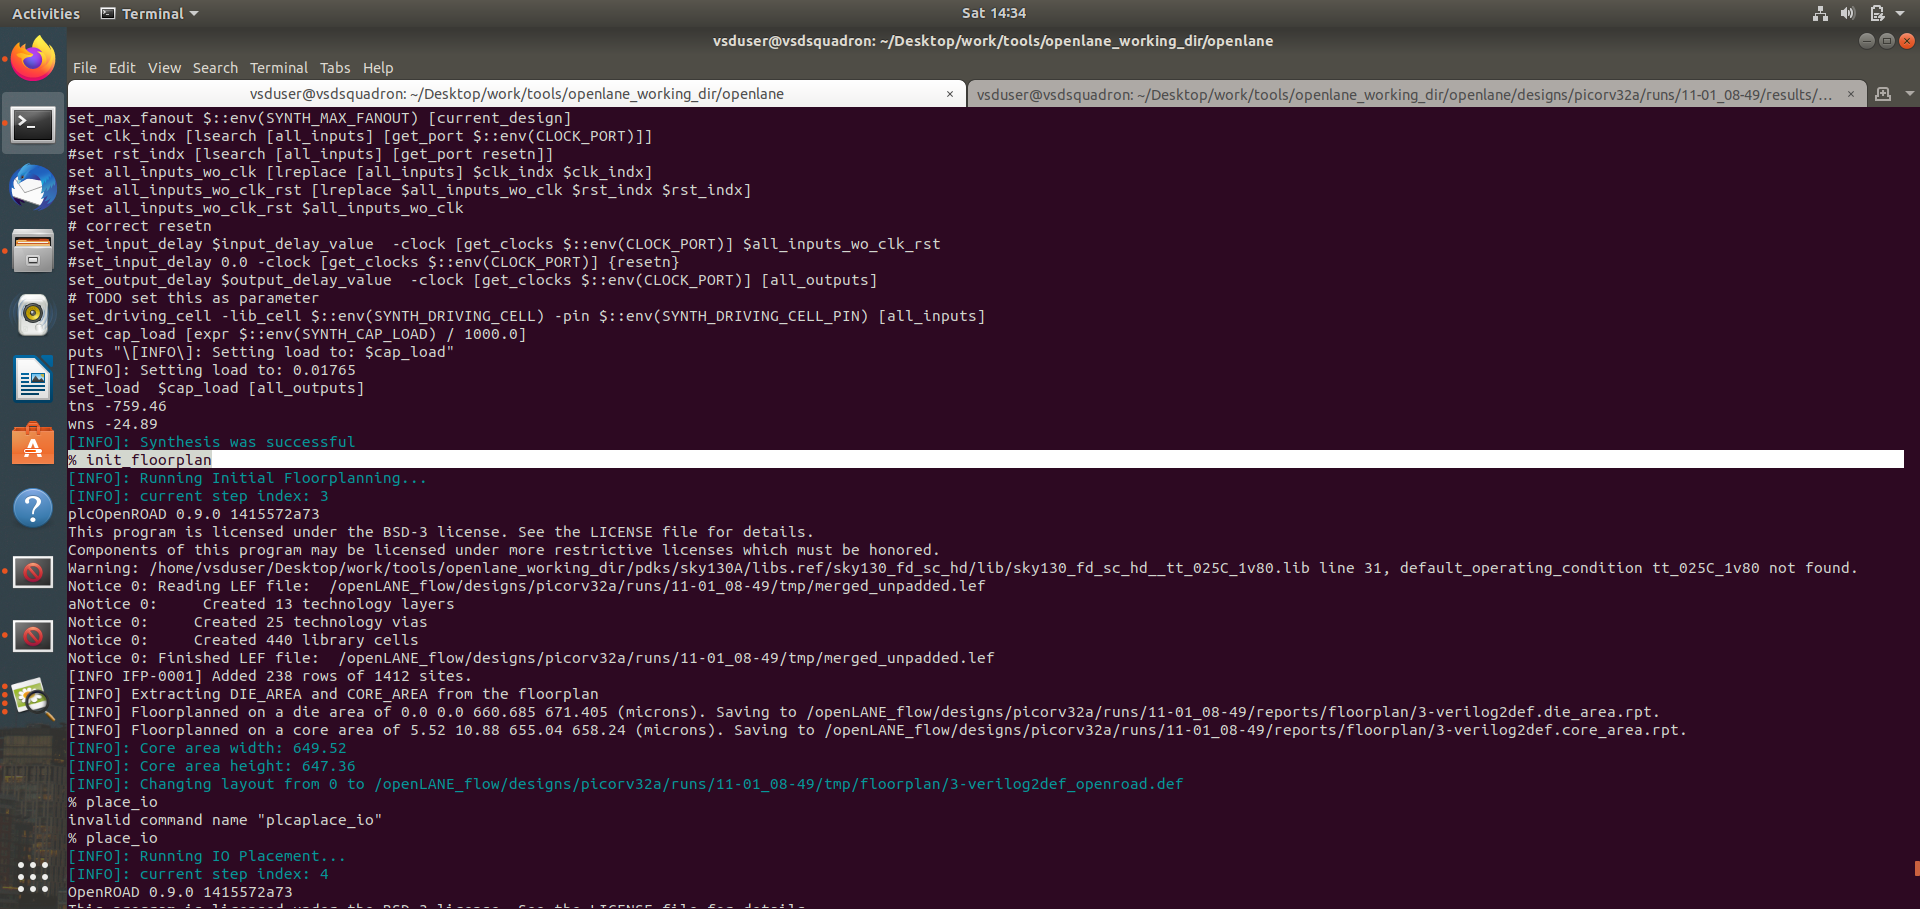 Activities
Terminal
Sat 14:34
vsduser@vsdsquadron: ~/Desktop/work/tools/openlane_working_dir/openlane
File Edit View Search Terminal Tabs Help
vsduser@vsdsquadron: ~/Desktop/work/tools/openlane_working_dir/openlane
vsduser@vsdsquadron: ~/Desktop/work/tools/openlane_working_dir/openlane/designs/picorv32a/runs/11-01_08-49/results/...
set_max_fanout $::env(SYNTH_MAX_FANOUT) [current_design]
set clk_indx [lsearch [all_inputs] [get_port $::env(CLOCK_PORT)]]
#set rst_indx [lsearch [all_inputs] [get_port resetn]]
set all_inputs_wo_clk [lreplace [all_inputs] $clk_indx $clk_indx]
#set all_inputs_wo_clk_rst [lreplace $all_inputs_wo_clk $rst_indx $rst_indx]
set all_inputs_wo_clk_rst $all_inputs_wo_clk
# correct resetn
set_input_delay $input_delay_value  -clock [get_clocks $::env(CLOCK_PORT)] $all_inputs_wo_clk_rst
#set_input_delay 0.0 -clock [get_clocks $::env(CLOCK_PORT)] {resetn}
set_output_delay $output_delay_value  -clock [get_clocks $::env(CLOCK_PORT)] [all_outputs]
# TODO set this as parameter
set_driving_cell -lib_cell $::env(SYNTH_DRIVING_CELL) -pin $::env(SYNTH_DRIVING_CELL_PIN) [all_inputs]
set cap_load [expr $::env(SYNTH_CAP_LOAD) / 1000.0]
puts "\[INFO\]: Setting load to: $cap_load"
[INFO]: Setting load to: 0.01765
set_load  $cap_load [all_outputs]
tns -759.46
wns -24.89
[INFO]: Synthesis was successful
% init_floorplan
[INFO]: Running Initial Floorplanning...
[INFO]: current step index: 3
plcOpenROAD 0.9.0 1415572a73
This program is licensed under the BSD-3 license. See the LICENSE file for details.
Components of this program may be licensed under more restrictive licenses which must be honored.
Warning: /home/vsduser/Desktop/work/tools/openlane_working_dir/pdks/sky130A/libs.ref/sky130_fd_sc_hd/lib/sky130_fd_sc_hd__tt_025C_1v80.lib line 31, default_operating_condition tt_025C_1v80 not found.
Notice 0: Reading LEF file:  /openLANE_flow/designs/picorv32a/runs/11-01_08-49/tmp/merged_unpadded.lef
aNotice 0:     Created 13 technology layers
Notice 0:     Created 25 technology vias
Notice 0:     Created 440 library cells
Notice 0: Finished LEF file:  /openLANE_flow/designs/picorv32a/runs/11-01_08-49/tmp/merged_unpadded.lef
[INFO IFP-0001] Added 238 rows of 1412 sites.
[INFO] Extracting DIE_AREA and CORE_AREA from the floorplan
[INFO] Floorplanned on a die area of 0.0 0.0 660.685 671.405 (microns). Saving to /openLANE_flow/designs/picorv32a/runs/11-01_08-49/reports/floorplan/3-verilog2def.die_area.rpt.
[INFO] Floorplanned on a core area of 5.52 10.88 655.04 658.24 (microns). Saving to /openLANE_flow/designs/picorv32a/runs/11-01_08-49/reports/floorplan/3-verilog2def.core_area.rpt.
[INFO]: Core area width: 649.52
[INFO]: Core area height: 647.36
[INFO]: Changing layout from 0 to /openLANE_flow/designs/picorv32a/runs/11-01_08-49/tmp/floorplan/3-verilog2def_openroad.def
% place_io
invalid command name "plcaplace_io"
% place_io
[INFO]: Running IO Placement...
[INFO]: current step index: 4
OpenROAD 0.9.0 1415572a73
This program is licensed under the BSD-3 license. See the LICENSE file for details.